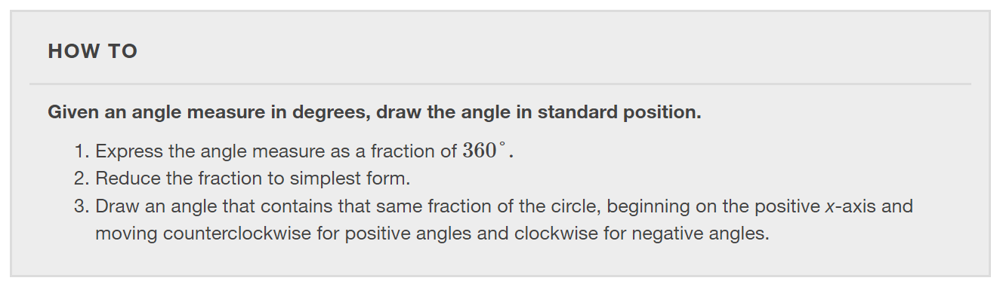 HOW TO
Given an angle measure in degrees, draw the angle in standard position.
1. Express the angle measure as a fraction of 360°.
2. Reduce the fraction to simplest form.
3. Draw an angle that contains that same fraction of the circle, beginning on the positive x-axis and
moving counterclockwise for positive angles and clockwise for negative angles.